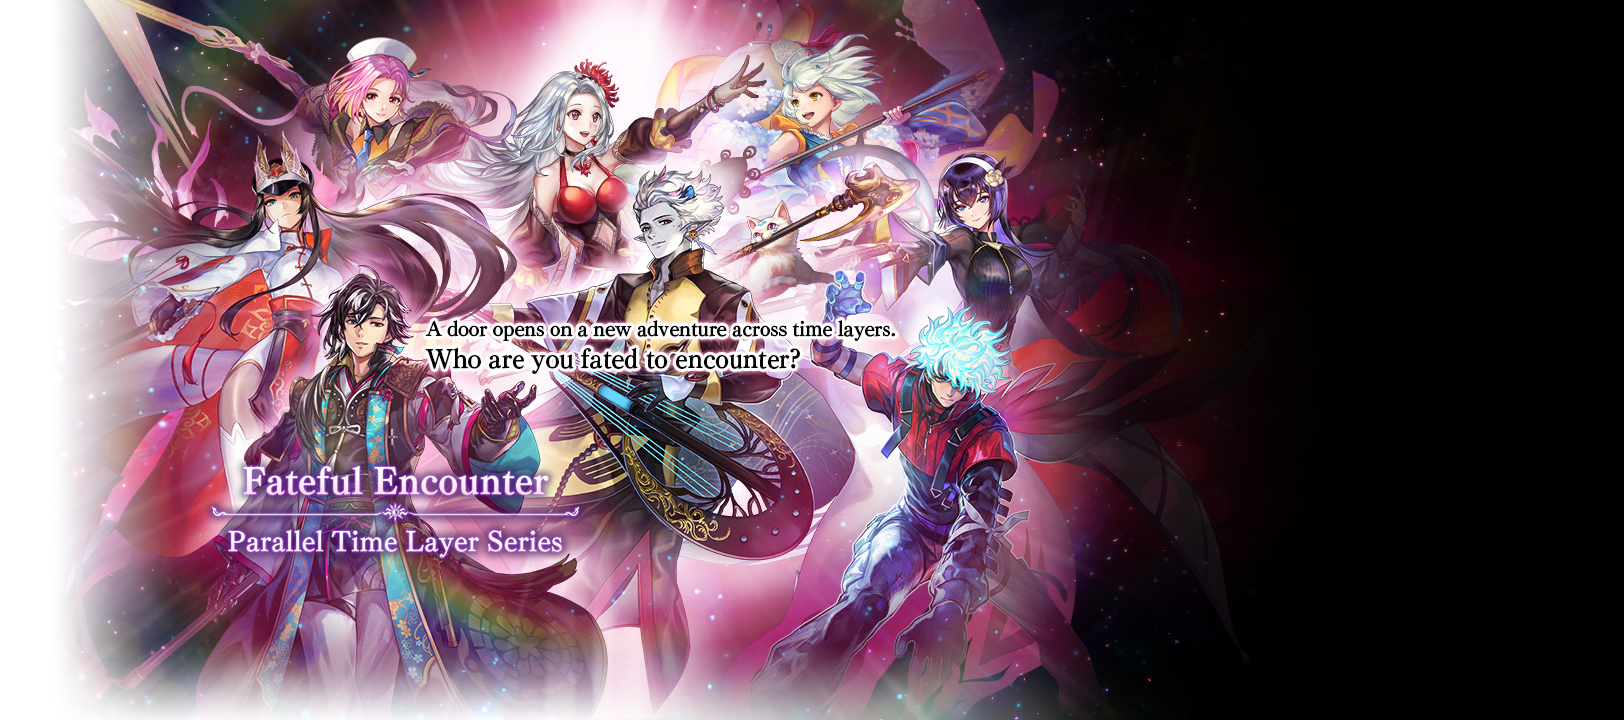 A door opens on a new adventure across time layers.
Who are you fated to encounter?
Fateful Encounter
Parallel Time Layer Series